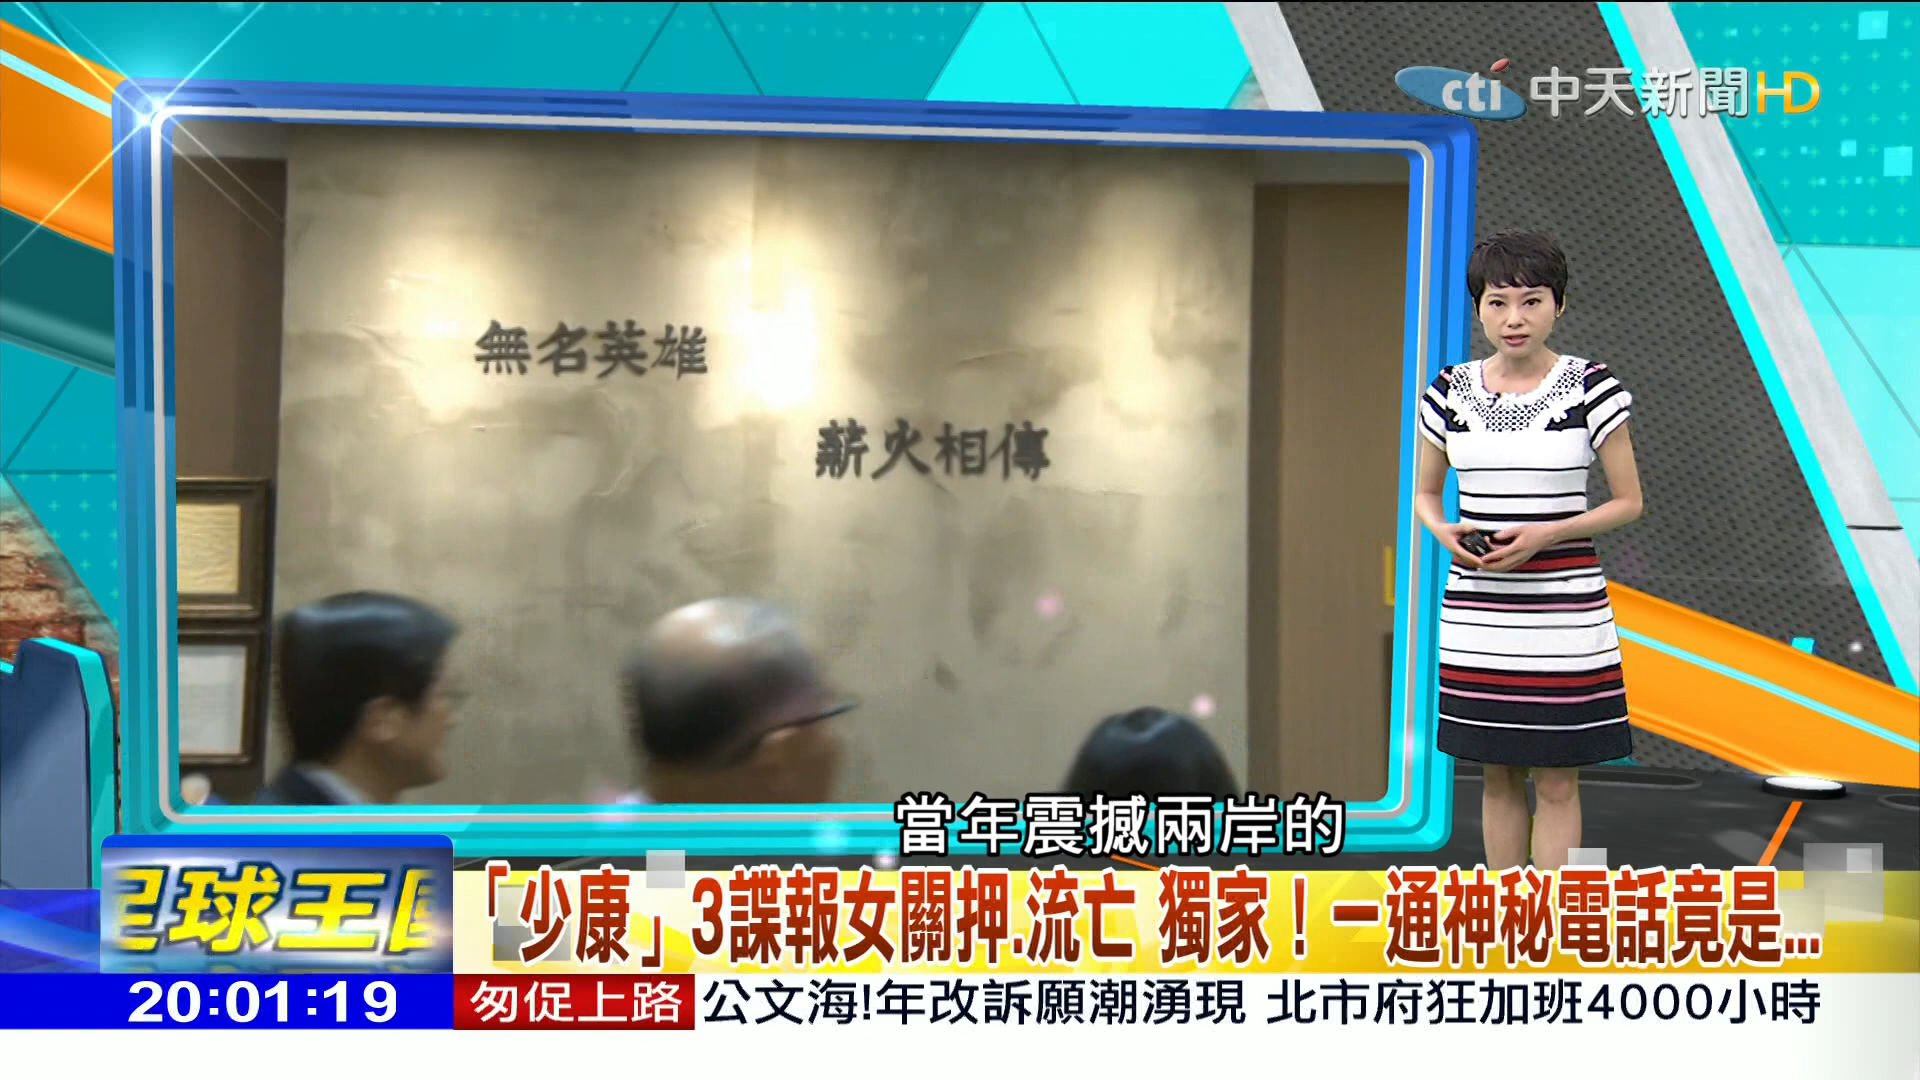 cti 中天新聞HD
無名英雄
薪火相傳
當年震撼兩岸的
星球王國
「少康」3諜報女關押.流亡 獨家！一通神秘電話竟是...
20:01:19
匆促上路 公文海!年改訴願潮湧現 北市府狂加班4000小時